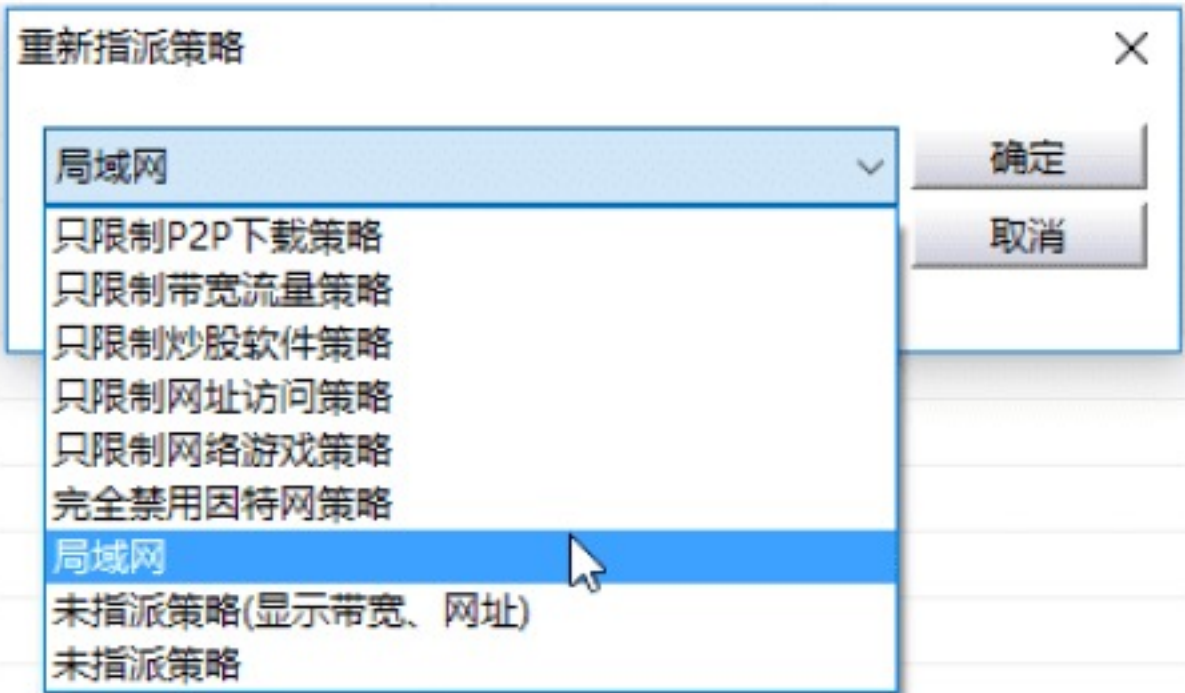 重新指派策略
局域网
确定
只限制P2P下载策略
取消
只限制带宽流量策略
只限制炒股软件策略
只限制网址访问策略
只限制网络游戏策略
完全禁用因特网策略
局域网
未指派策略(显示带宽、网址)
未指派策略